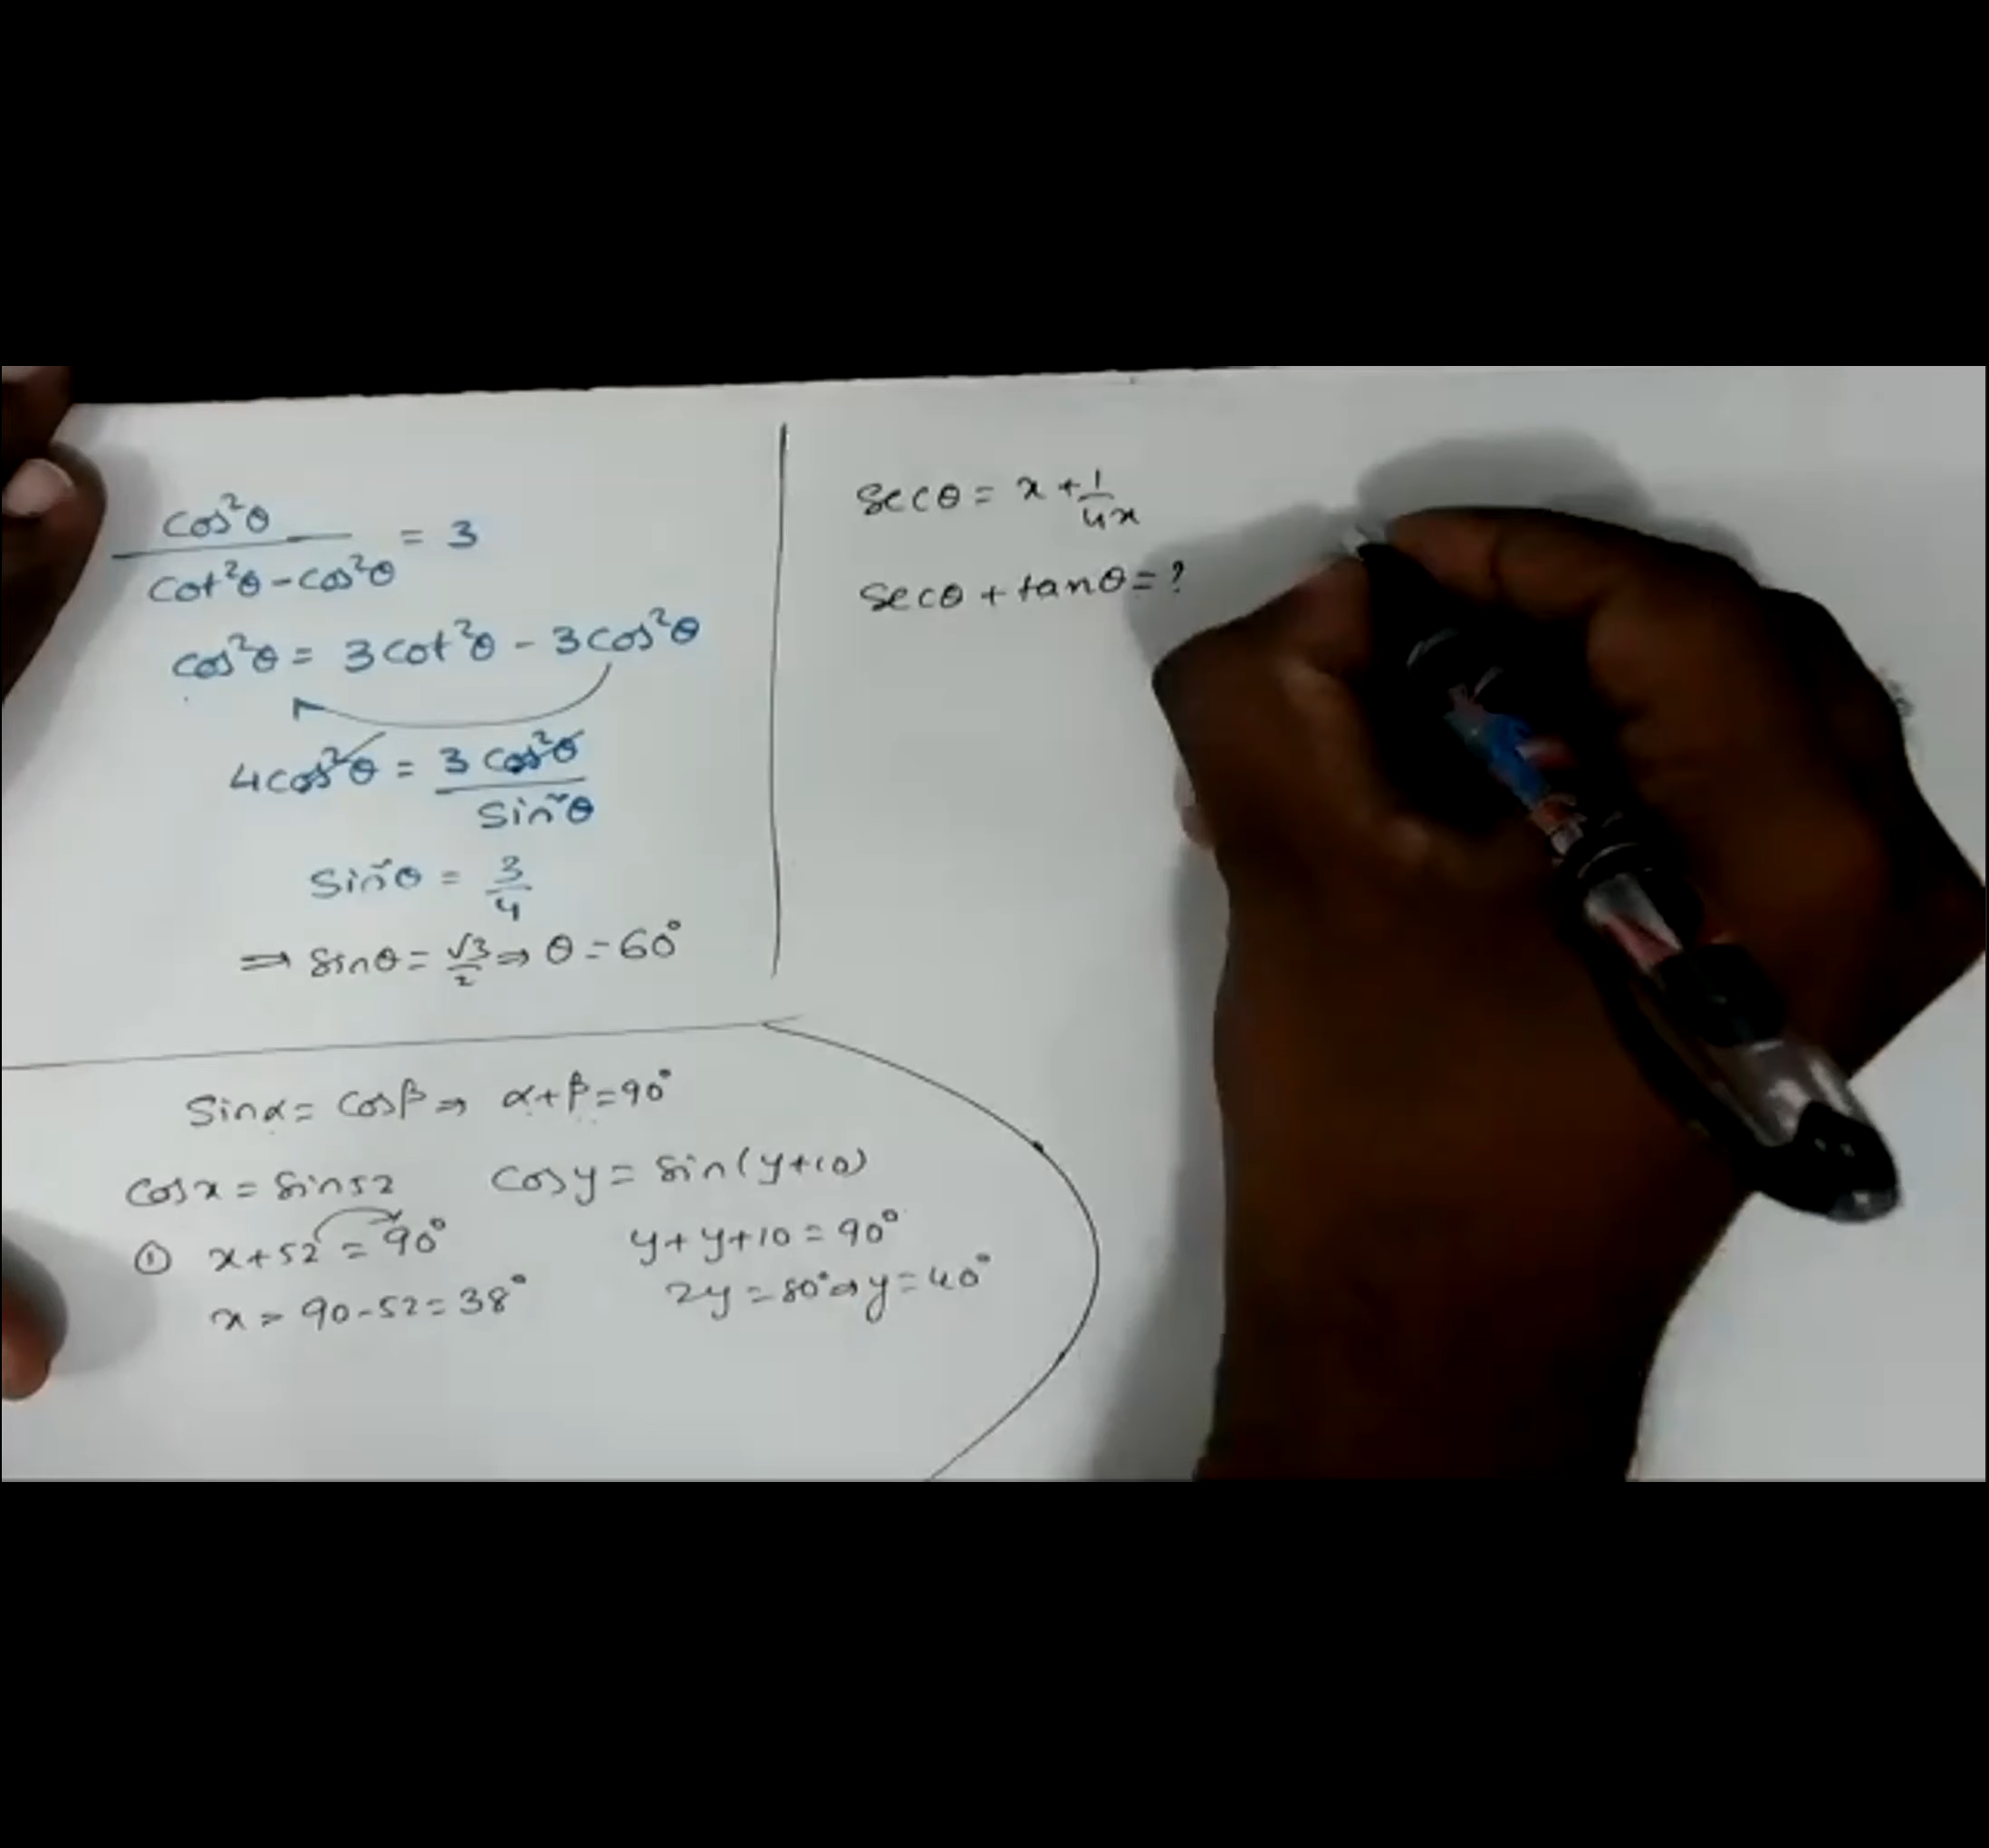 cos²θ / cot²θ - cos²θ = 3
cos²θ = 3cot²θ - 3cos²θ
4cos²θ = 3cos²θ / sin²θ
sin²θ = 3/4
⇒ sinθ = √3/2 ⇒ θ = 60°
secθ = x + 1/4x
secθ + tanθ = ?
Sinα = Cosβ ⇒ α+β = 90°
Cosx = Sin52
① x+52 = 90°
x = 90-52 = 38°
Cosy = Sin(y+10)
y+y+10 = 90°
2y = 80° ⇒ y = 40°